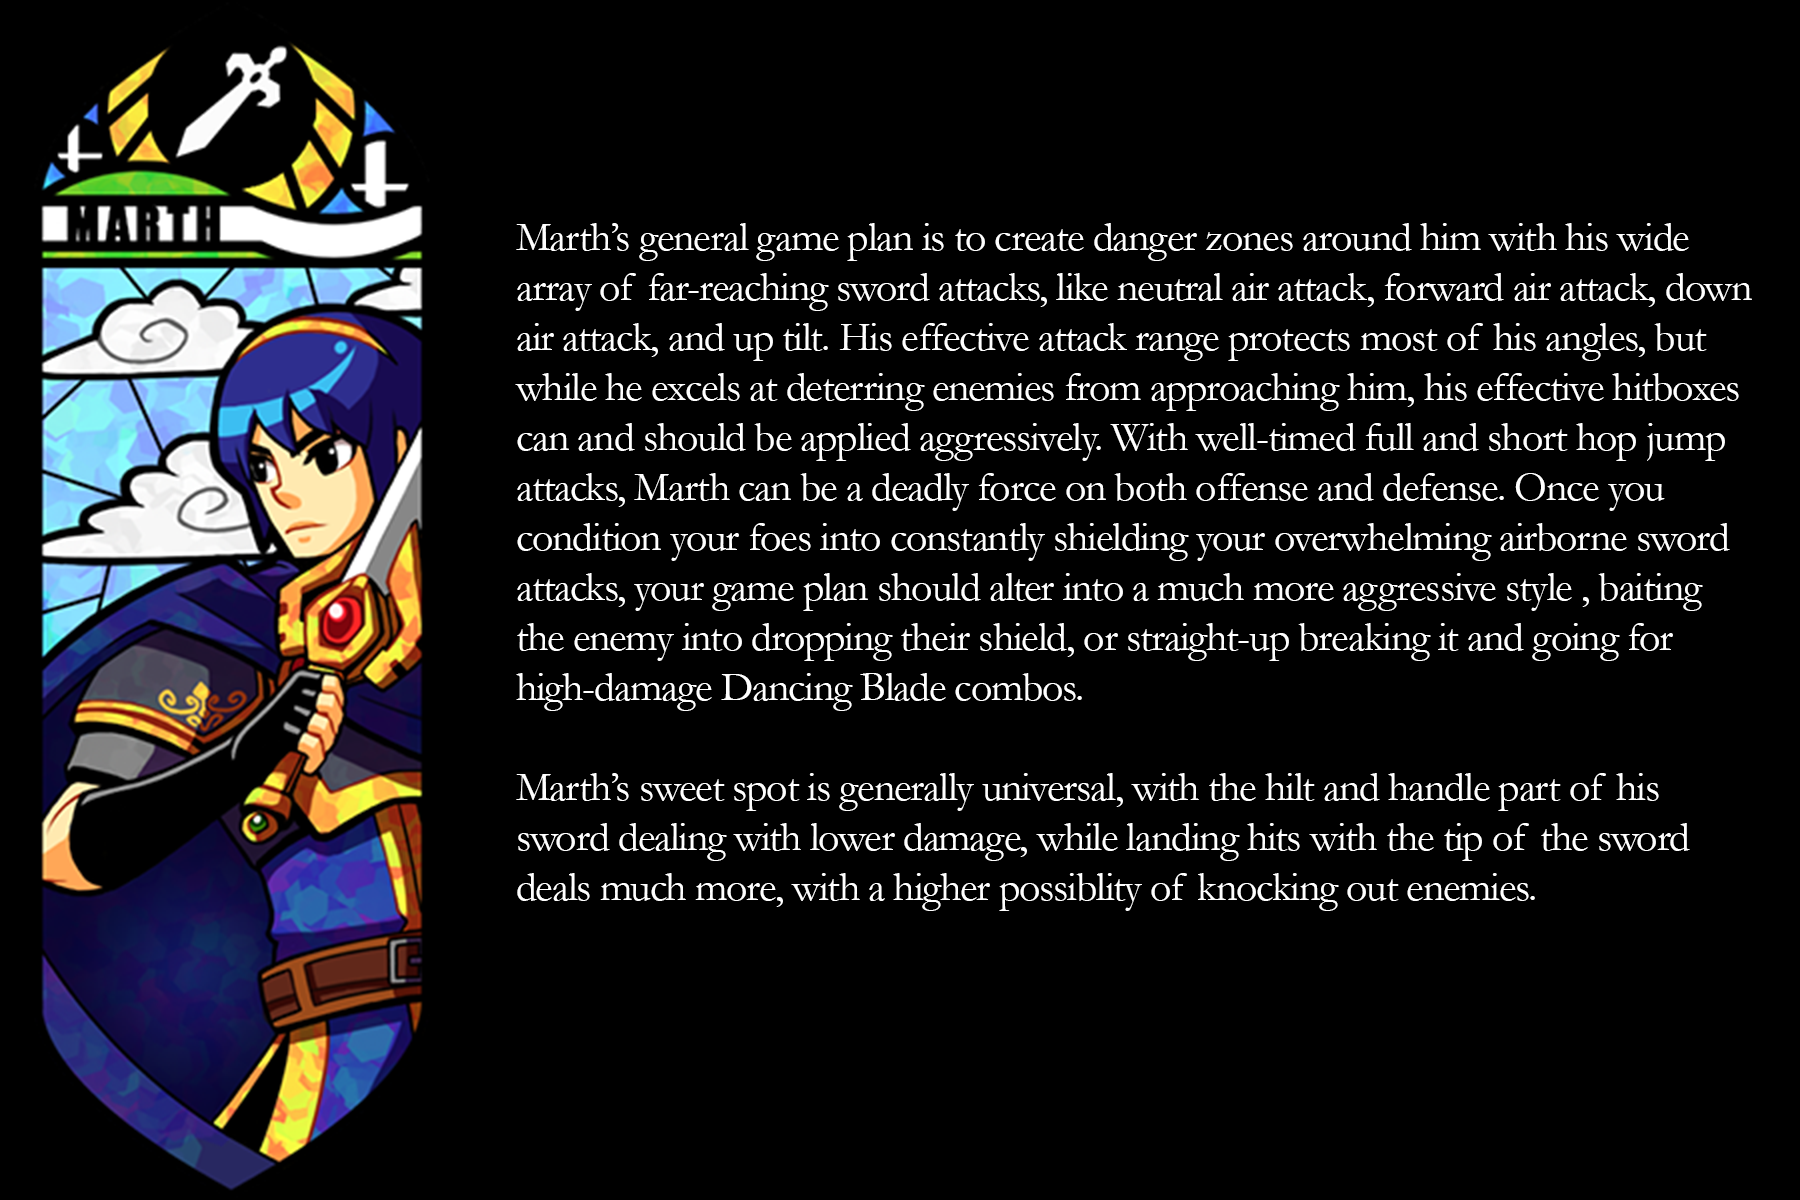 MARTH
Marth’s general game plan is to create danger zones around him with his wide
array of far-reaching sword attacks, like neutral air attack, forward air attack, down
air attack, and up tilt. His effective attack range protects most of his angles, but
while he excels at deterring enemies from approaching him, his effective hitboxes
can and should be applied aggressively. With well-timed full and short hop jump
attacks, Marth can be a deadly force on both offense and defense. Once you
condition your foes into constantly shielding your overwhelming airborne sword
attacks, your game plan should alter into a much more aggressive style , baiting
the enemy into dropping their shield, or straight-up breaking it and going for
high-damage Dancing Blade combos.
Marth’s sweet spot is generally universal, with the hilt and handle part of his
sword dealing with lower damage, while landing hits with the tip of the sword
deals much more, with a higher possiblity of knocking out enemies.